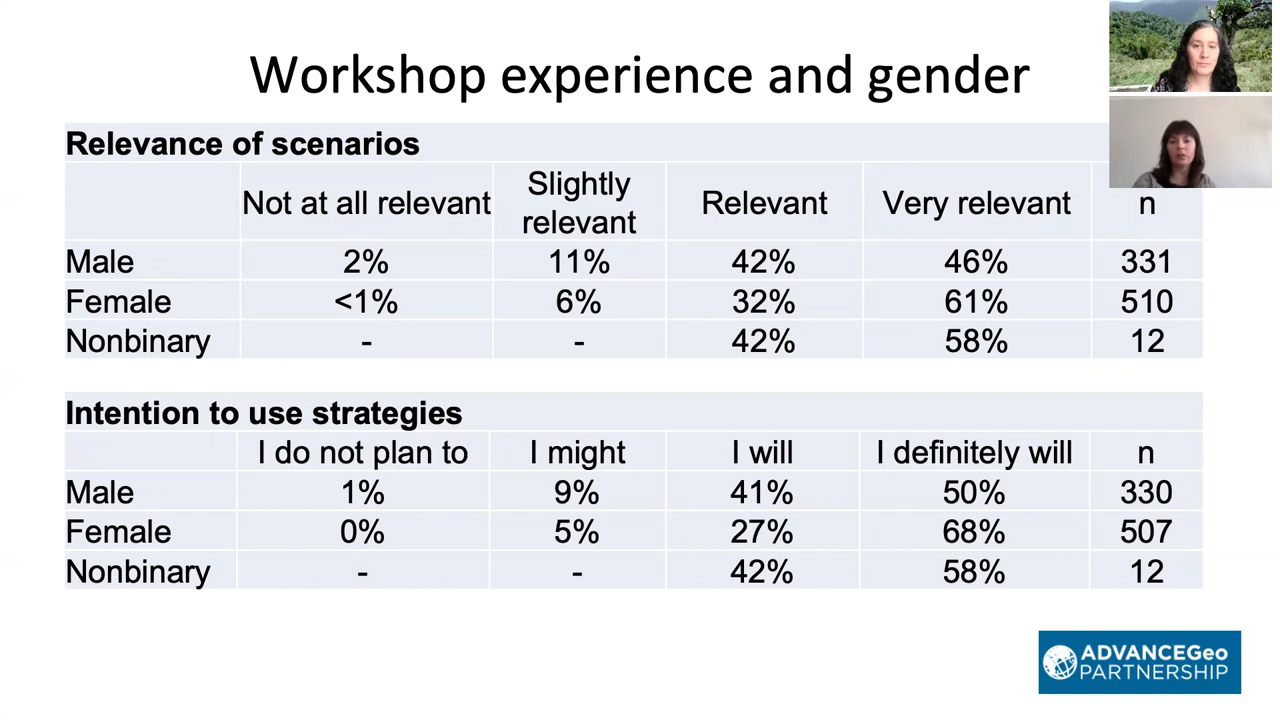 Workshop experience and gender
Relevance of scenarios
Not at all relevant Slightly relevant Relevant Very relevant n
Male 2% 11% 42% 46% 331
Female <1% 6% 32% 61% 510
Nonbinary - - 42% 58% 12
Intention to use strategies
I do not plan to I might I will I definitely will n
Male 1% 9% 41% 50% 330
Female 0% 5% 27% 68% 507
Nonbinary - - 42% 58% 12
ADVANCEGeo
PARTNERSHIP